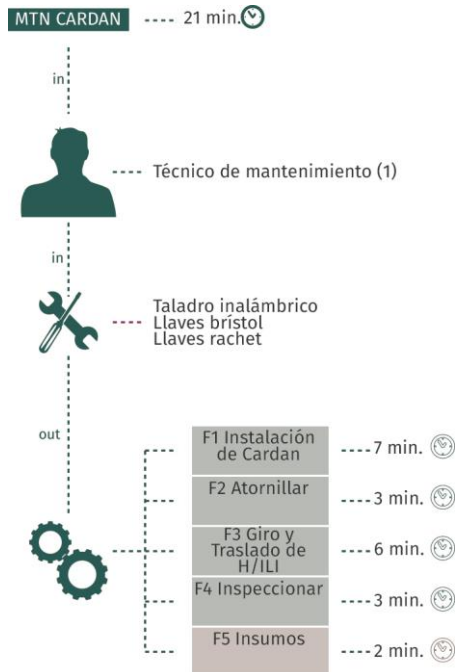 MTN CARDAN
21 min.
in
Técnico de mantenimiento (1)
in
Taladro inalámbrico
Llaves brístol
Llaves rachet
out
F1 Instalación
de Cardan
7 min.
F2 Atornillar
3 min.
F3 Giro y
Traslado de
H/ILI
6 min.
F4 Inspeccionar
3 min.
F5 Insumos
2 min.